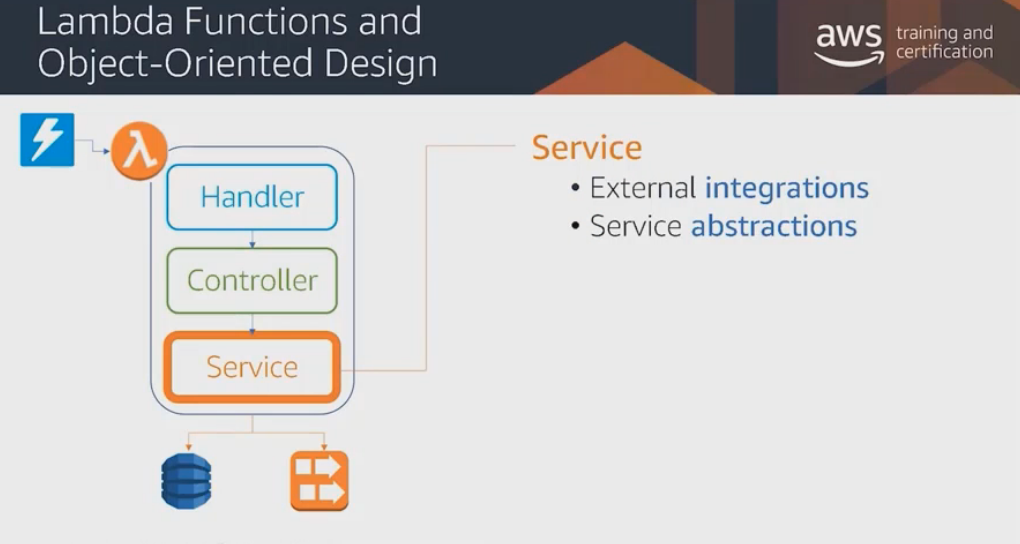 Lambda Functions and
Object-Oriented Design
aws training and
certification
λ
Handler
Controller
Service
Service
• External integrations
• Service abstractions